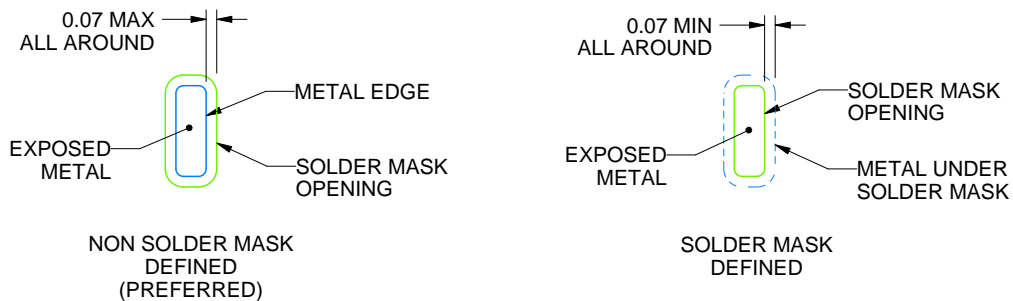 0.07 MAX
ALL AROUND
METAL EDGE
EXPOSED
METAL
SOLDER MASK
OPENING
NON SOLDER MASK
DEFINED
(PREFERRED)
0.07 MIN
ALL AROUND
SOLDER MASK
OPENING
EXPOSED
METAL
METAL UNDER
SOLDER MASK
SOLDER MASK
DEFINED